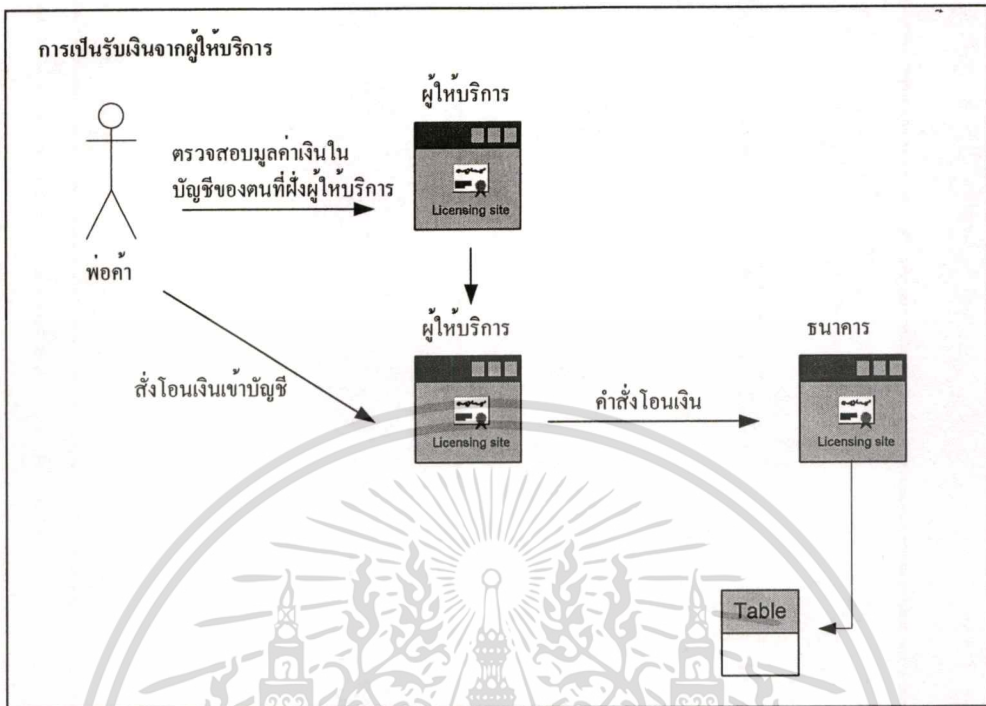 การเป็นรับเงินจากผู้ให้บริการ
ผู้ให้บริการ
ตรวจสอบมูลค่าเงินใน
บัญชีของตนที่ฝั่งผู้ให้บริการ
Licensing site
พ่อค้า
ผู้ให้บริการ
ธนาคาร
สั่งโอนเงินเข้าบัญชี
คำสั่งโอนเงิน
Licensing site
Licensing site
Table